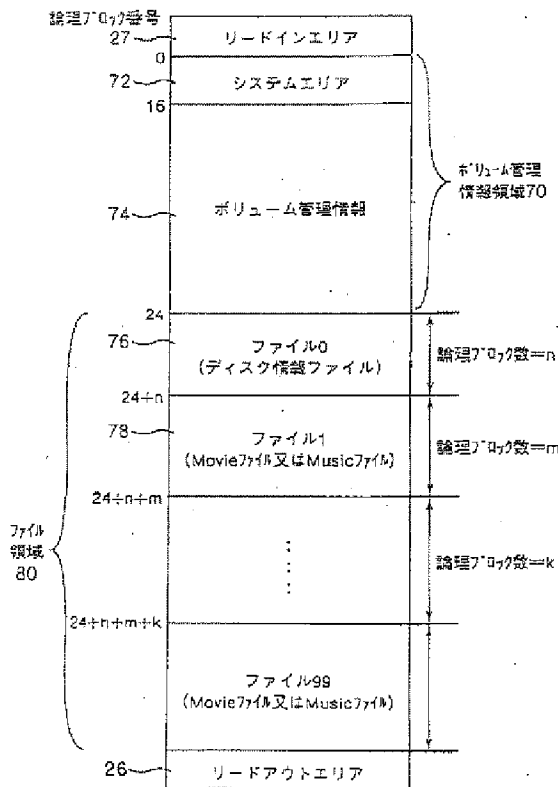 論理ブロック番号
27
リードインエリア
0
72
システムエリア
16
74
ボリューム管理情報
ボリューム管理
情報領域70
24
76
ファイル0
(ディスク情報ファイル)
論理ブロック数=n
24+n
78
ファイル1
(Movieファイル又はMusicファイル)
論理ブロック数=m
24+n+m
ファイル
領域
80
論理ブロック数=k
24+n+m+k
ファイル99
(Movieファイル又はMusicファイル)
26
リードアウトエリア